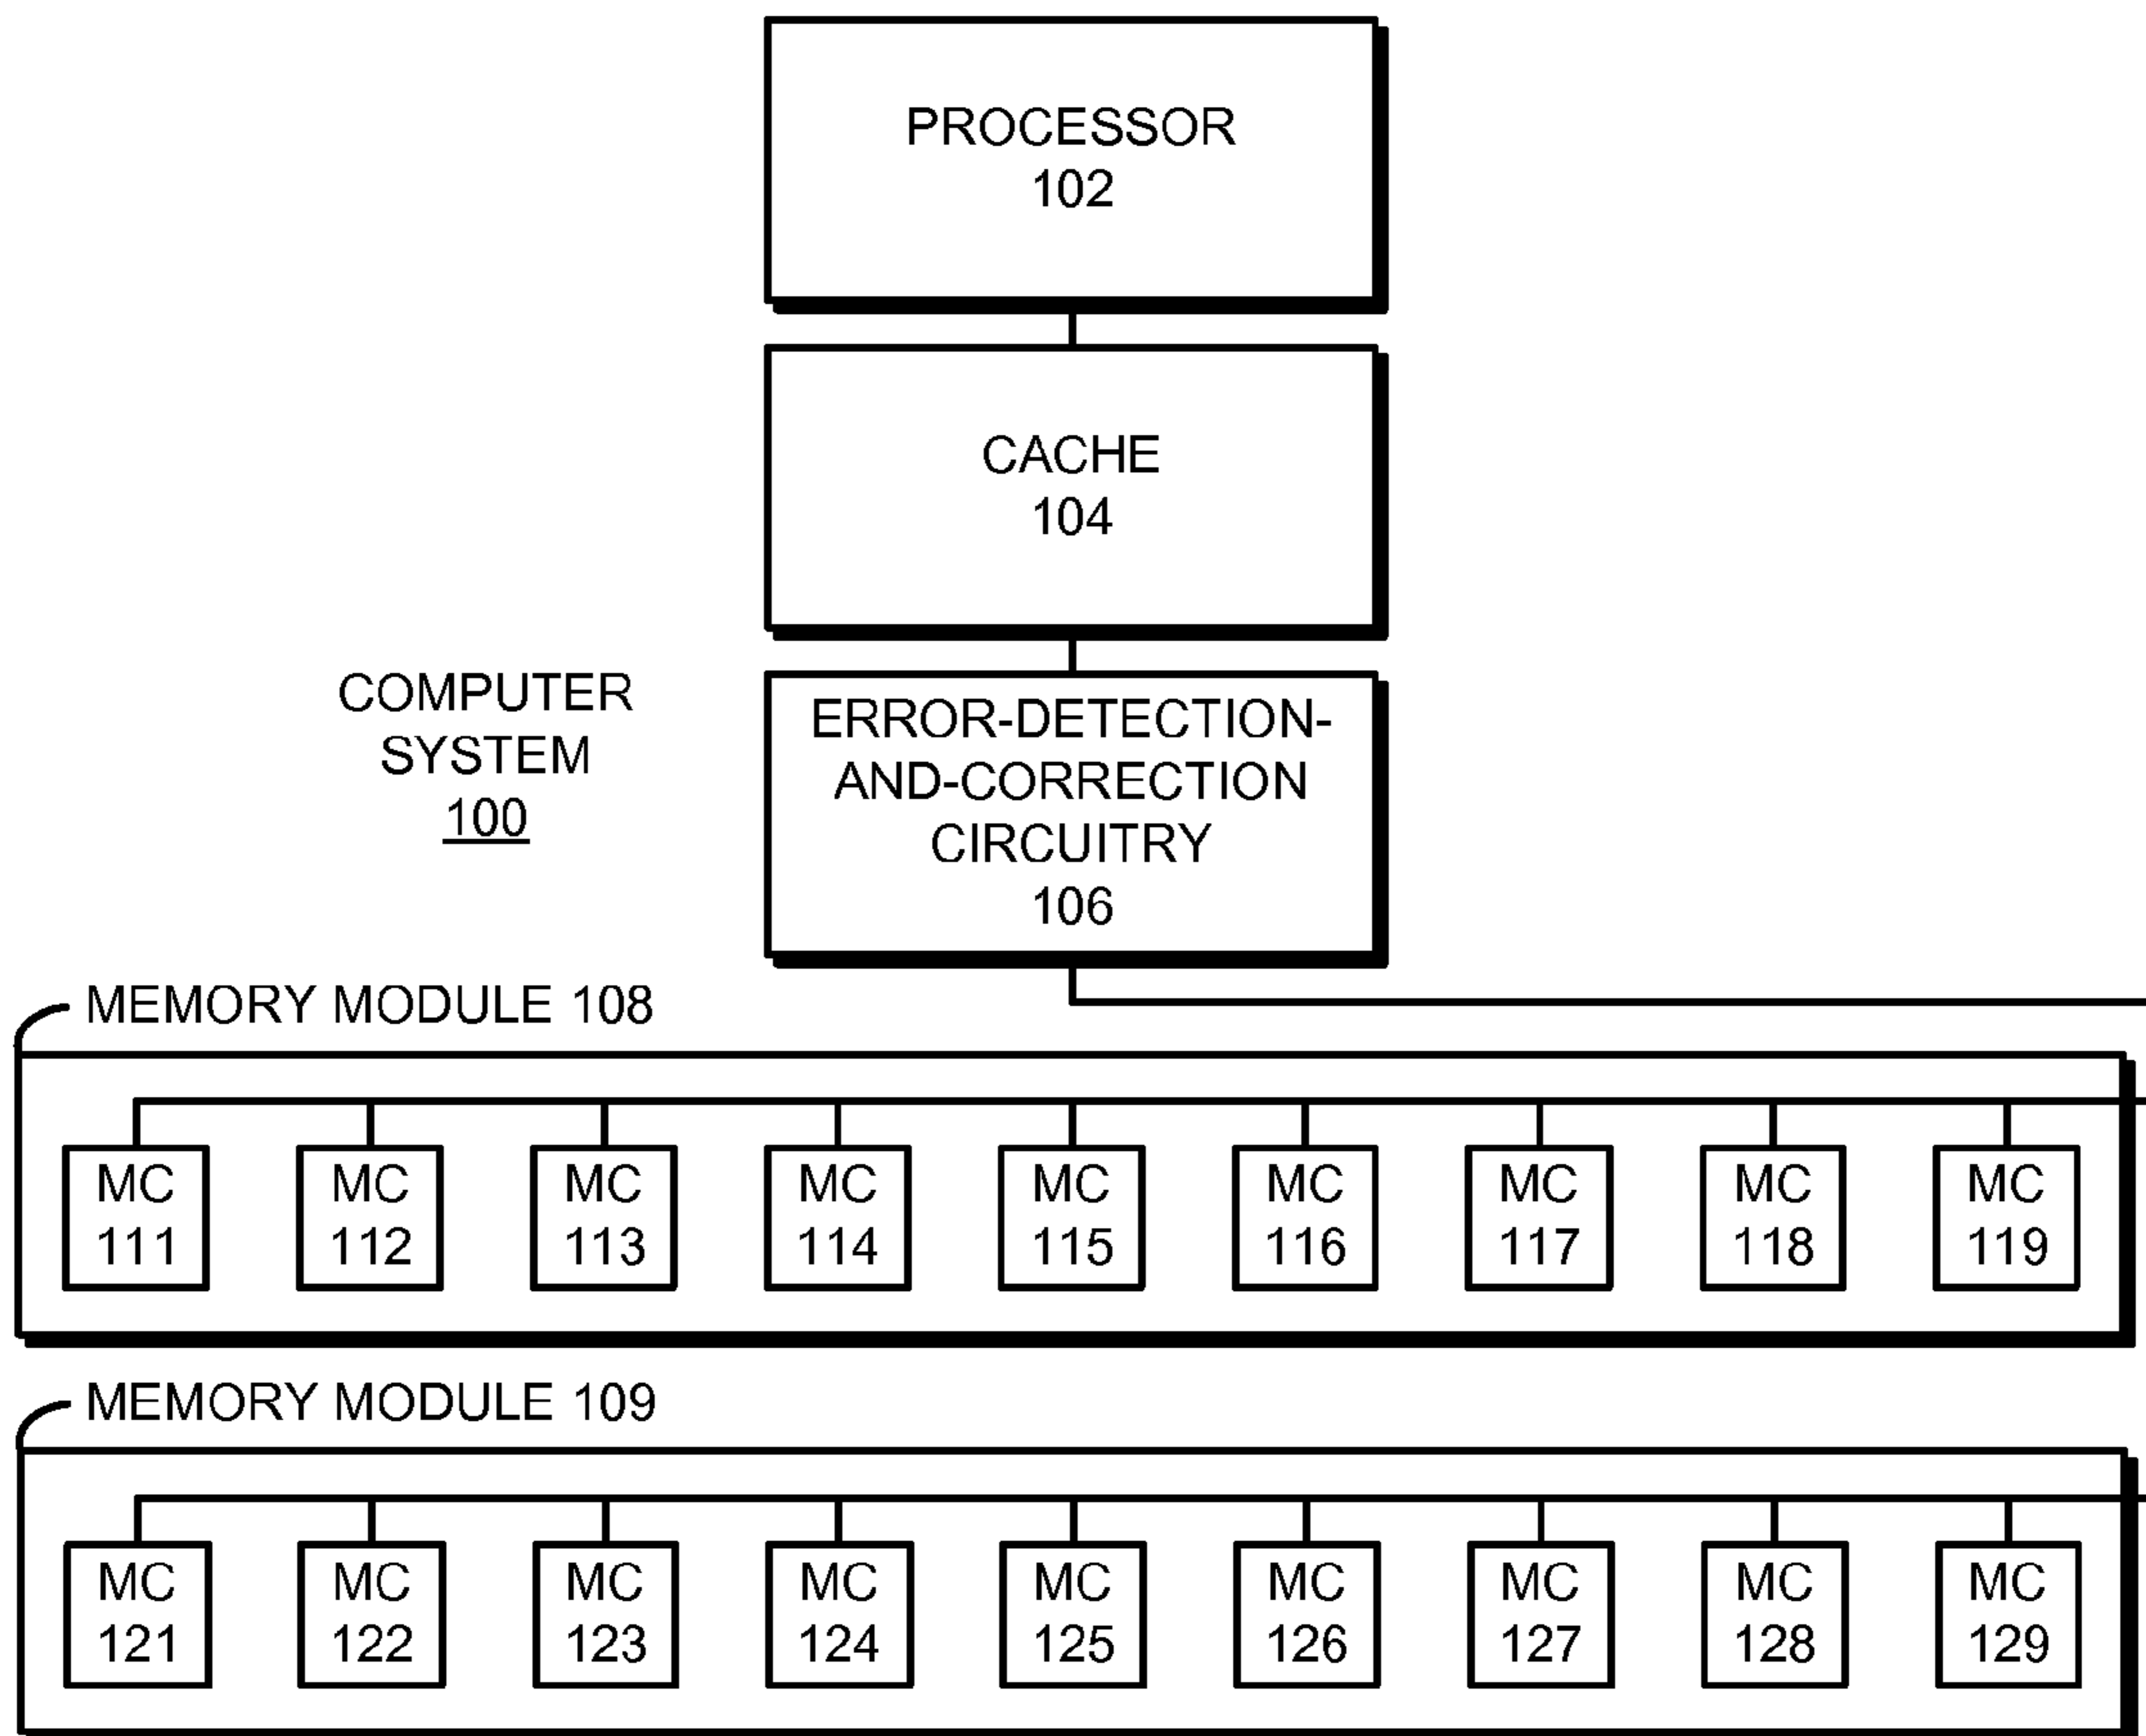 PROCESSOR
102
CACHE
104
COMPUTER
SYSTEM
100
ERROR-DETECTION-
AND-CORRECTION
CIRCUITRY
106
MEMORY MODULE 108
MC
111
MC
112
MC
113
MC
114
MC
115
MC
116
MC
117
MC
118
MC
119
MEMORY MODULE 109
MC
121
MC
122
MC
123
MC
124
MC
125
MC
126
MC
127
MC
128
MC
129